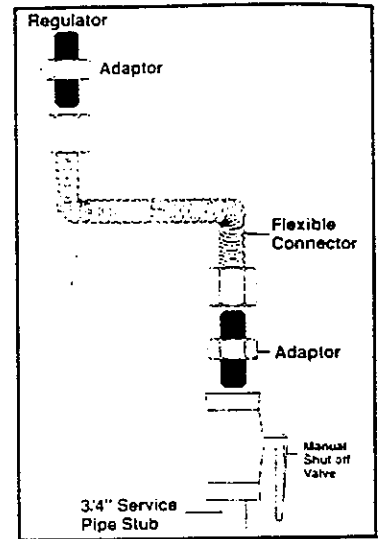 Regulator
Adaptor
Flexible
Connector
Adaptor
Manual
Shut off
Valve
3/4" Service
Pipe Stub